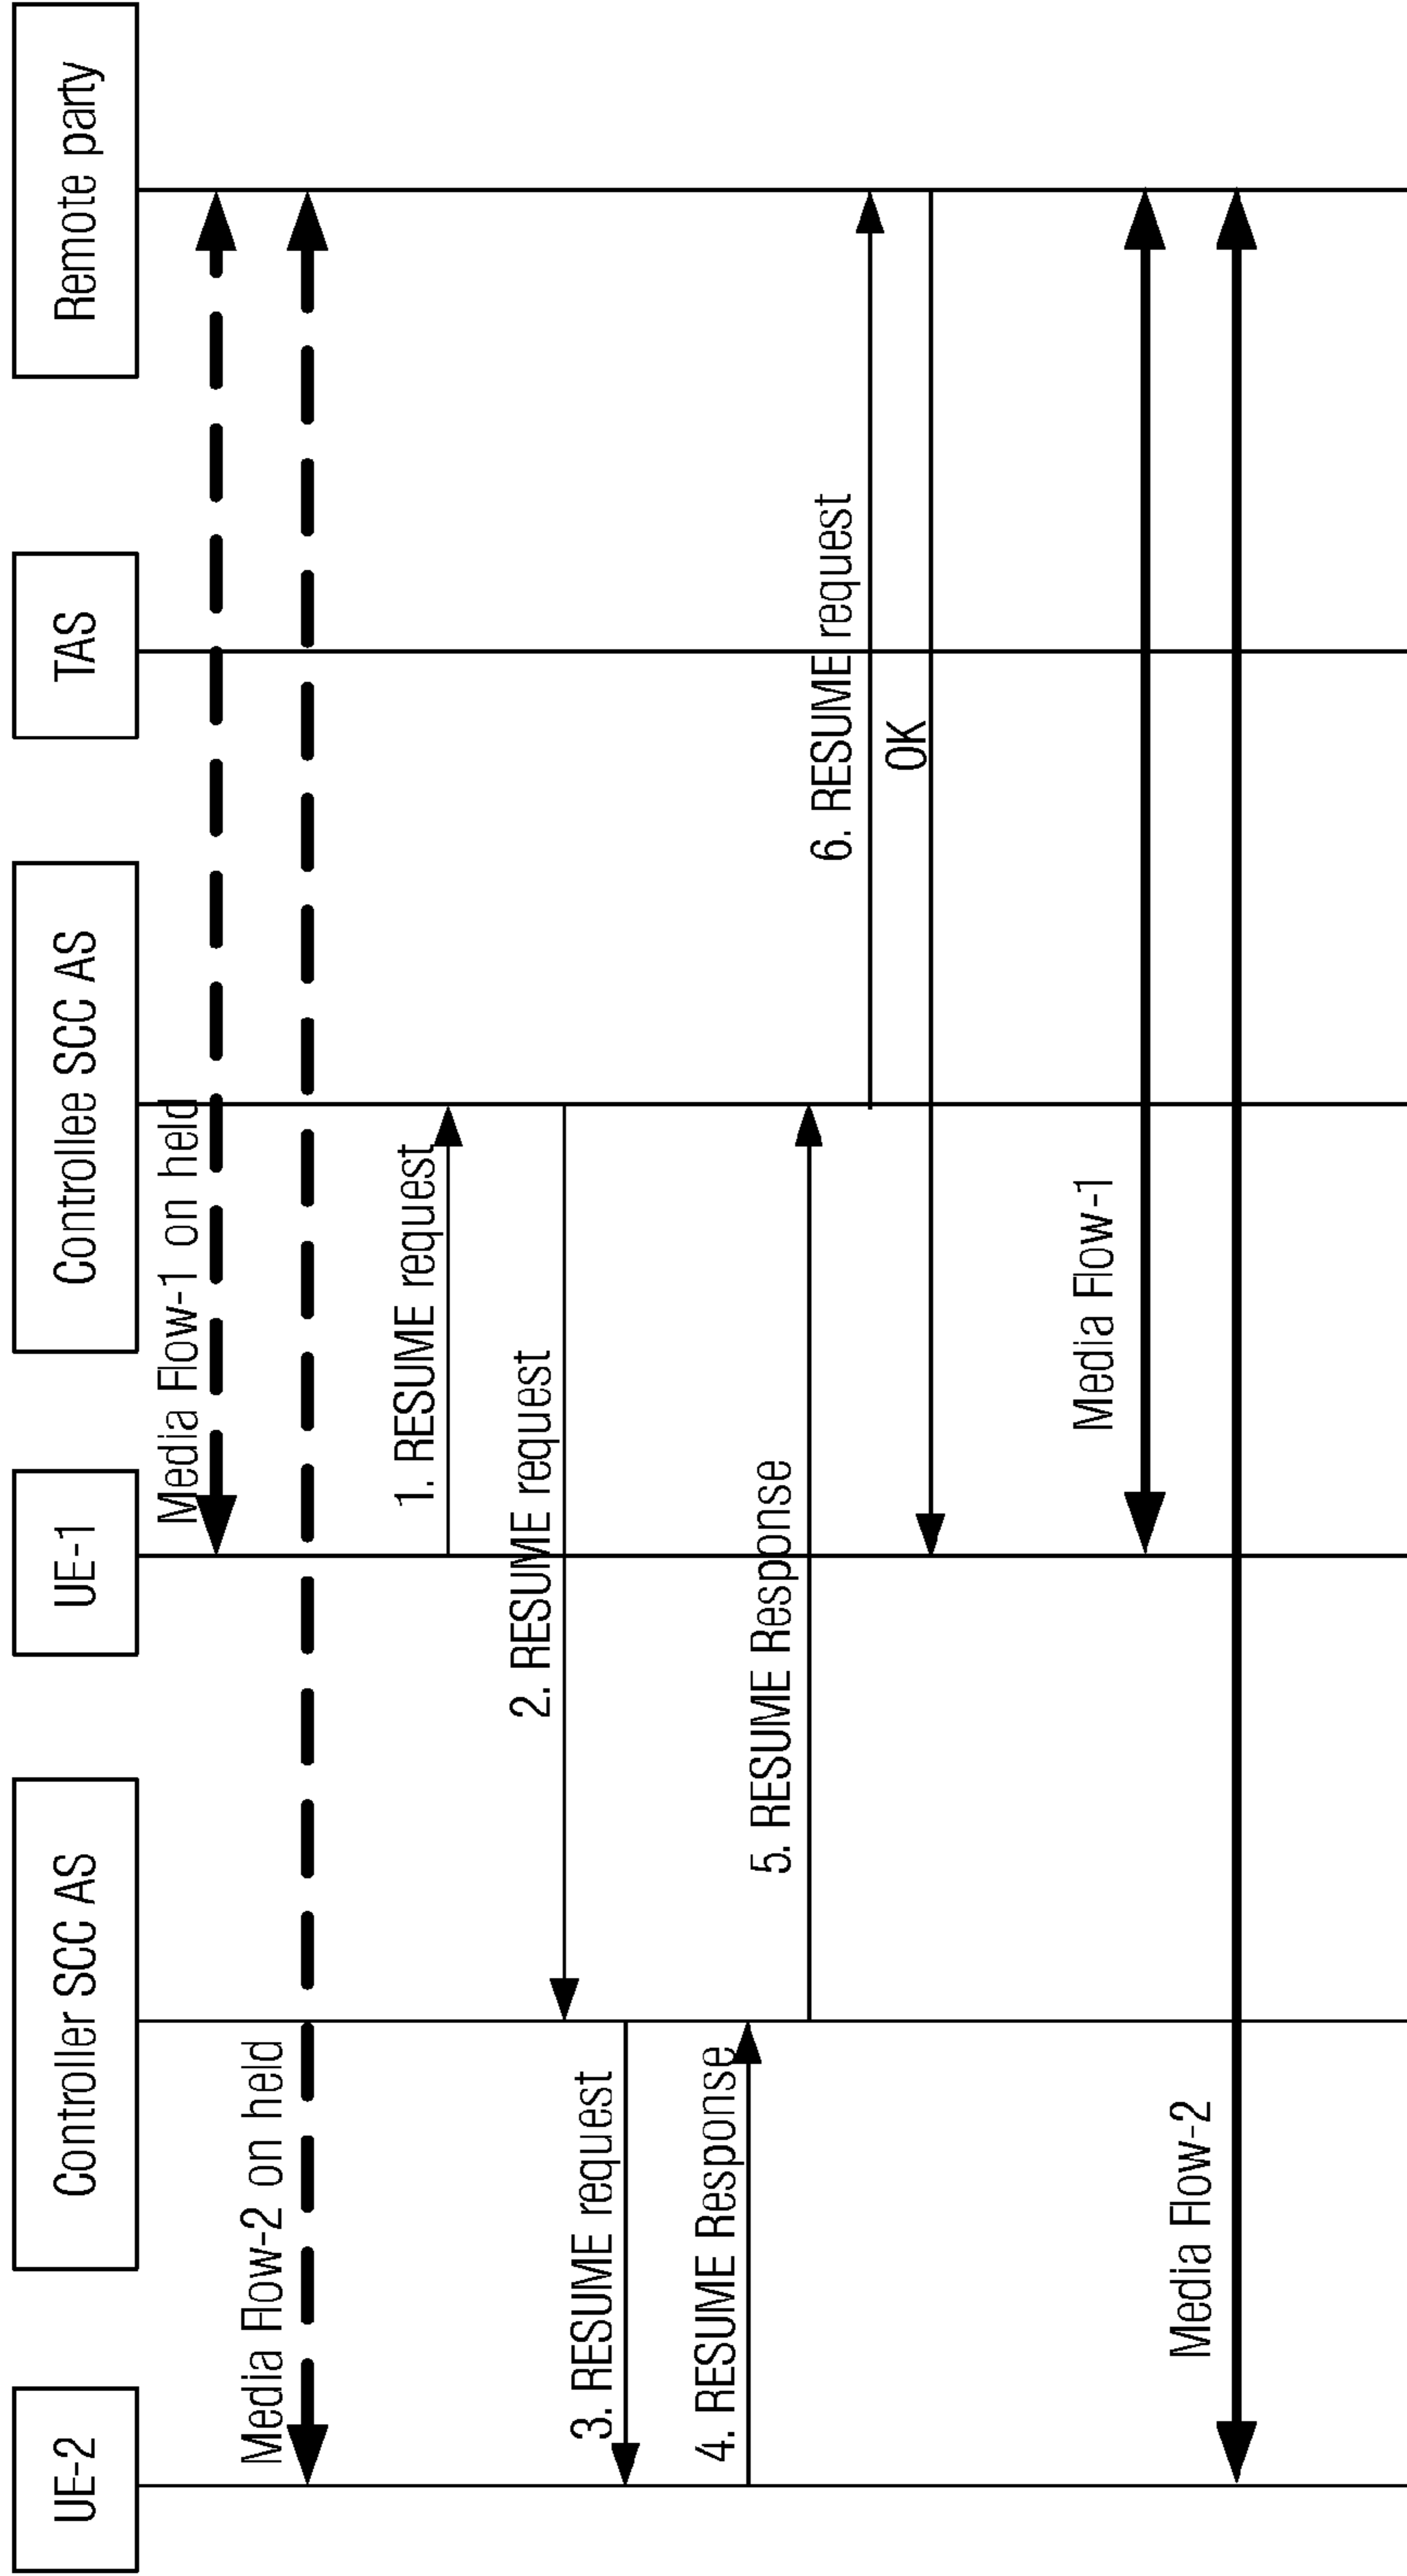 UE-2
Controller SCC AS
UE-1
Controllee SCC AS
TAS
Remote party
Media Flow-1 on held
Media Flow-2 on held
1. RESUME request
2. RESUME request
3. RESUME request
4. RESUME Response
5. RESUME Response
6. RESUME request
OK
Media Flow-1
Media Flow-2